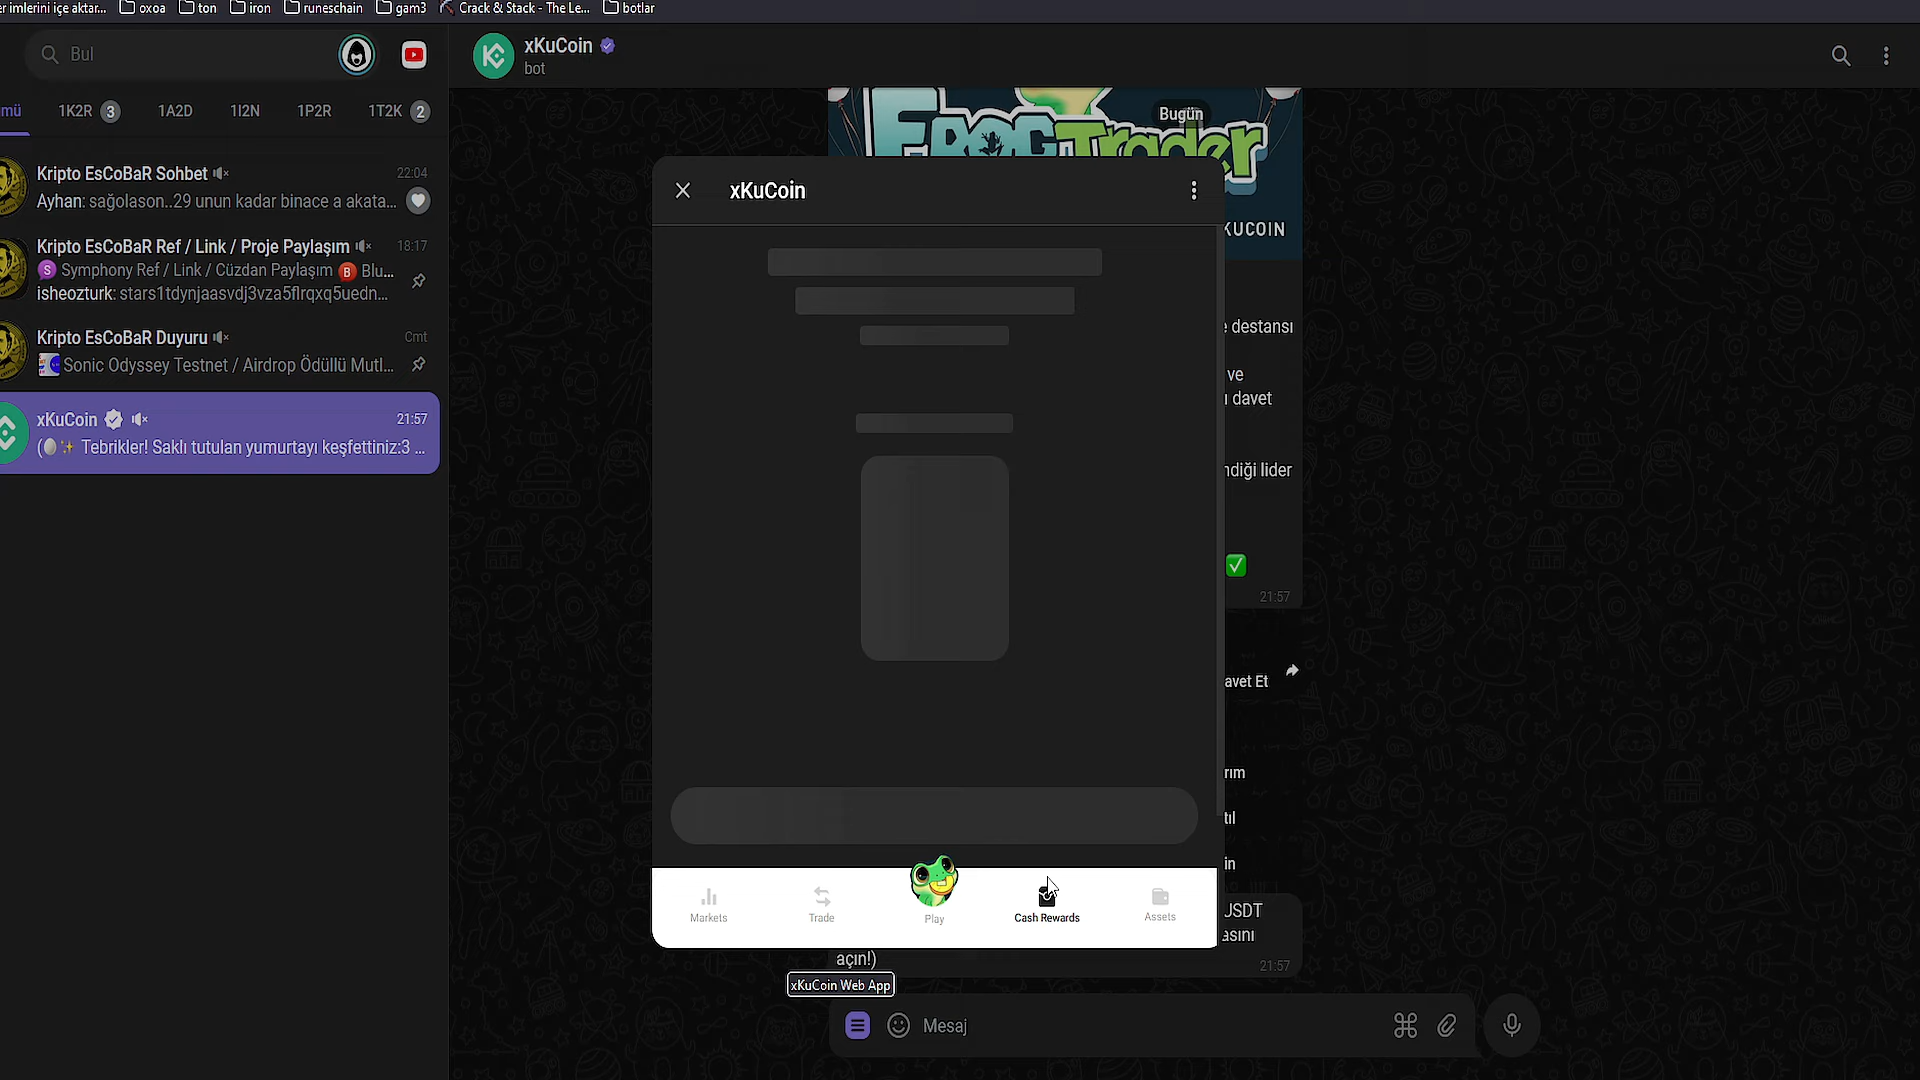 er imlerini içe aktar...
oxoa
ton
iron
runeschain
gam3
Crack & Stack - The Le...
botlar
Bul
xKuCoin
bot
mü
1K2R 3
1A2D
1I2N
1P2R
1T2K 2
Kripto EsCoBaR Sohbet
22:04
Ayhan: sağolason..29 unun kadar binace a akata...
Kripto EsCoBaR Ref / Link / Proje Paylaşım
18:17
S Symphony Ref / Link / Cüzdan Paylaşım B Blu...
isheozturk: stars1tdynjaasvdj3vza5flrqxq5uedn...
Kripto EsCoBaR Duyuru
Cmt
Sonic Odyssey Testnet / Airdrop Ödüllü Mutl...
xKuCoin
21:57
( Tebrikler! Saklı tutulan yumurtayı keşfettiniz:3 ...
Bugün
FROG Trader
KUCOIN
xKuCoin
e destansı
ve
ı davet
ndiği lider
21:57
avet Et
rım
tıl
in
USDT
asını
açın!)
21:57
Markets
Trade
Play
Cash Rewards
Assets
xKuCoin Web App
Mesaj